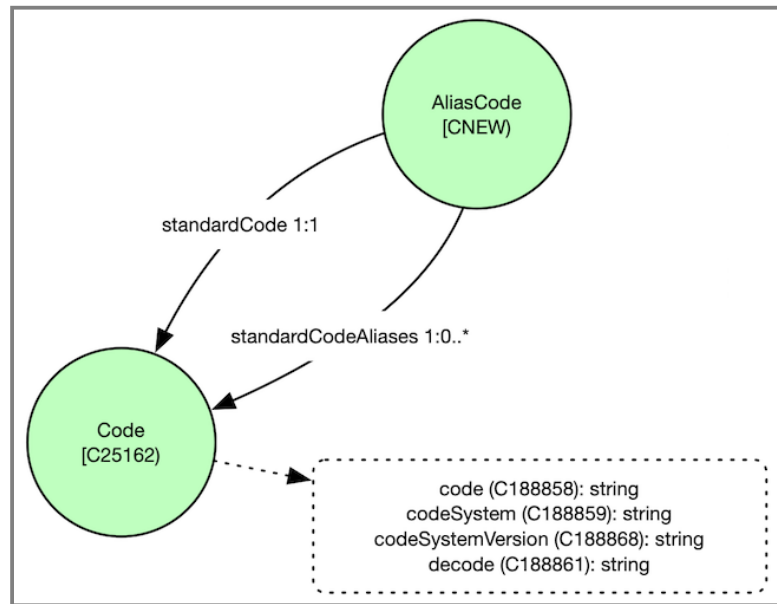 AliasCode
[CNEW)
standardCode 1:1
standardCodeAliases 1:0..*
Code
[C25162)
code (C188858): string
codeSystem (C188859): string
codeSystemVersion (C188868): string
decode (C188861): string